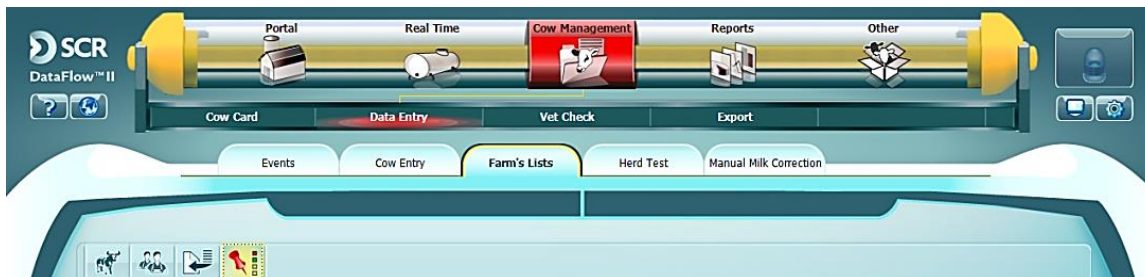 Portal Real Time Cow Management Reports Other
SCR
DataFlow™II
?
Cow Card Data Entry Vet Check Export
Events Cow Entry Farm's Lists Herd Test Manual Milk Correction